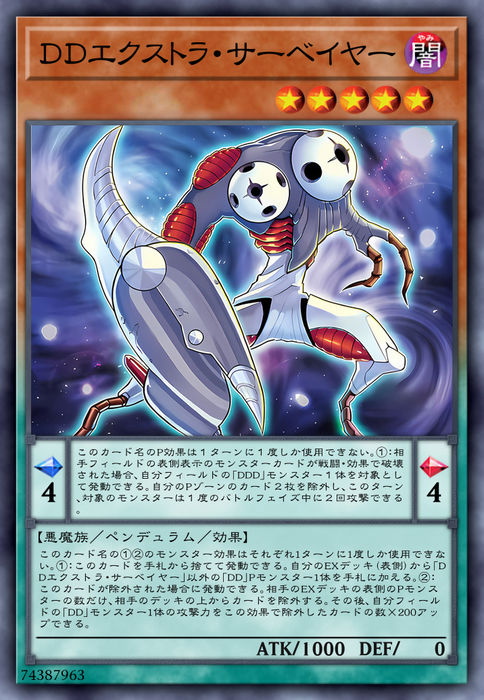 DDエクストラ・サーベイヤー
やみ
闇
このカード名のP効果は1ターンに1度しか使用できない。①:相
手フィールドの表側表示のモンスターカードが戦闘・効果で破壊
された場合、自分フィールドの「DDD」モンスター1体を対象とし
て発動できる。自分のPゾーンのカード2枚を除外し、このターン
、対象のモンスターは1度のバトルフェイズ中に2回攻撃できる
。
4
4
【悪魔族/ペンデュラム/効果】
このカード名の①②のモンスター効果はそれぞれ1ターンに1度しか使用できな
い。①:このカードを手札から捨てて発動できる。自分のEXデッキ(表側)から「D
Dエクストラ・サーベイヤー」以外の「DD」Pモンスター1体を手札に加える。②:
このカードが除外された場合に発動できる。相手のEXデッキの表側のPモンス
ターの数だけ、相手のデッキの上からカードを除外する。その後、自分フィール
ドの「DD」モンスター1体の攻撃力をこの効果で除外したカードの数×200アッ
プできる。
ATK/1000 DEF/ 0
74387963